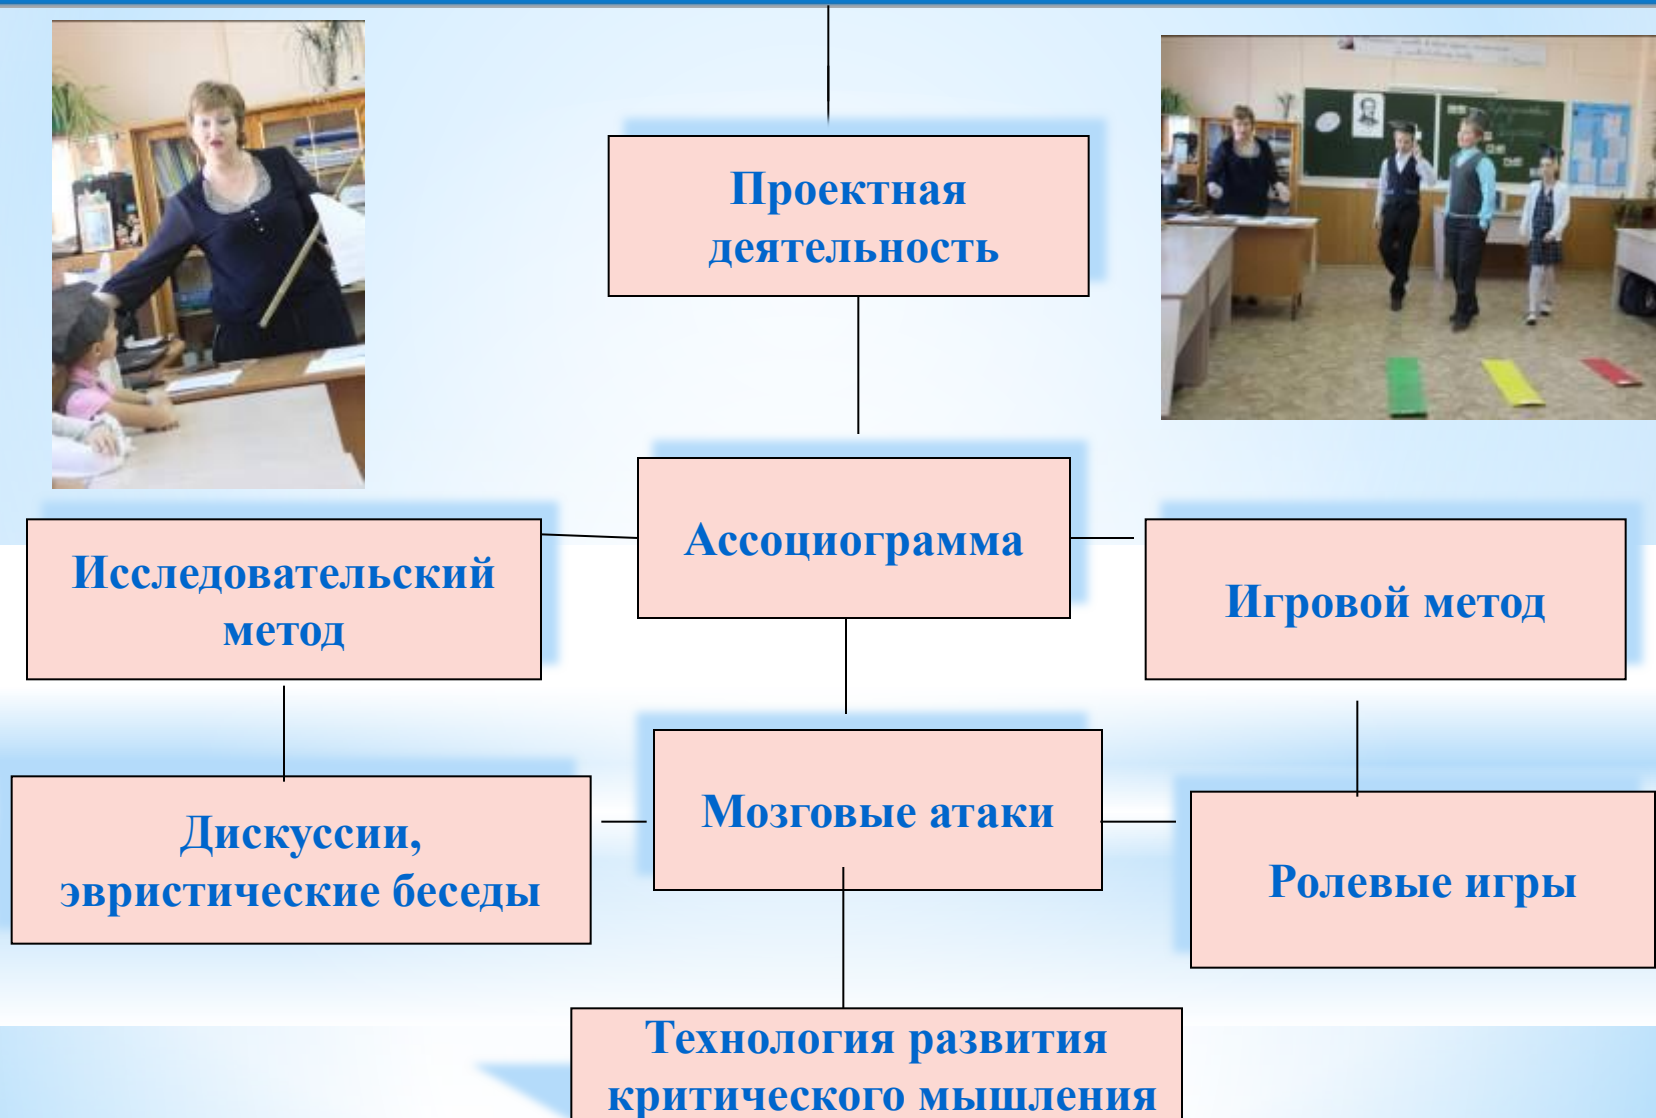 Проектная
деятельность
Ассоциограмма
Исследовательский
метод
Игровой метод
Мозговые атаки
Дискуссии,
эвристические беседы
Ролевые игры
Технология развития
критического мышления